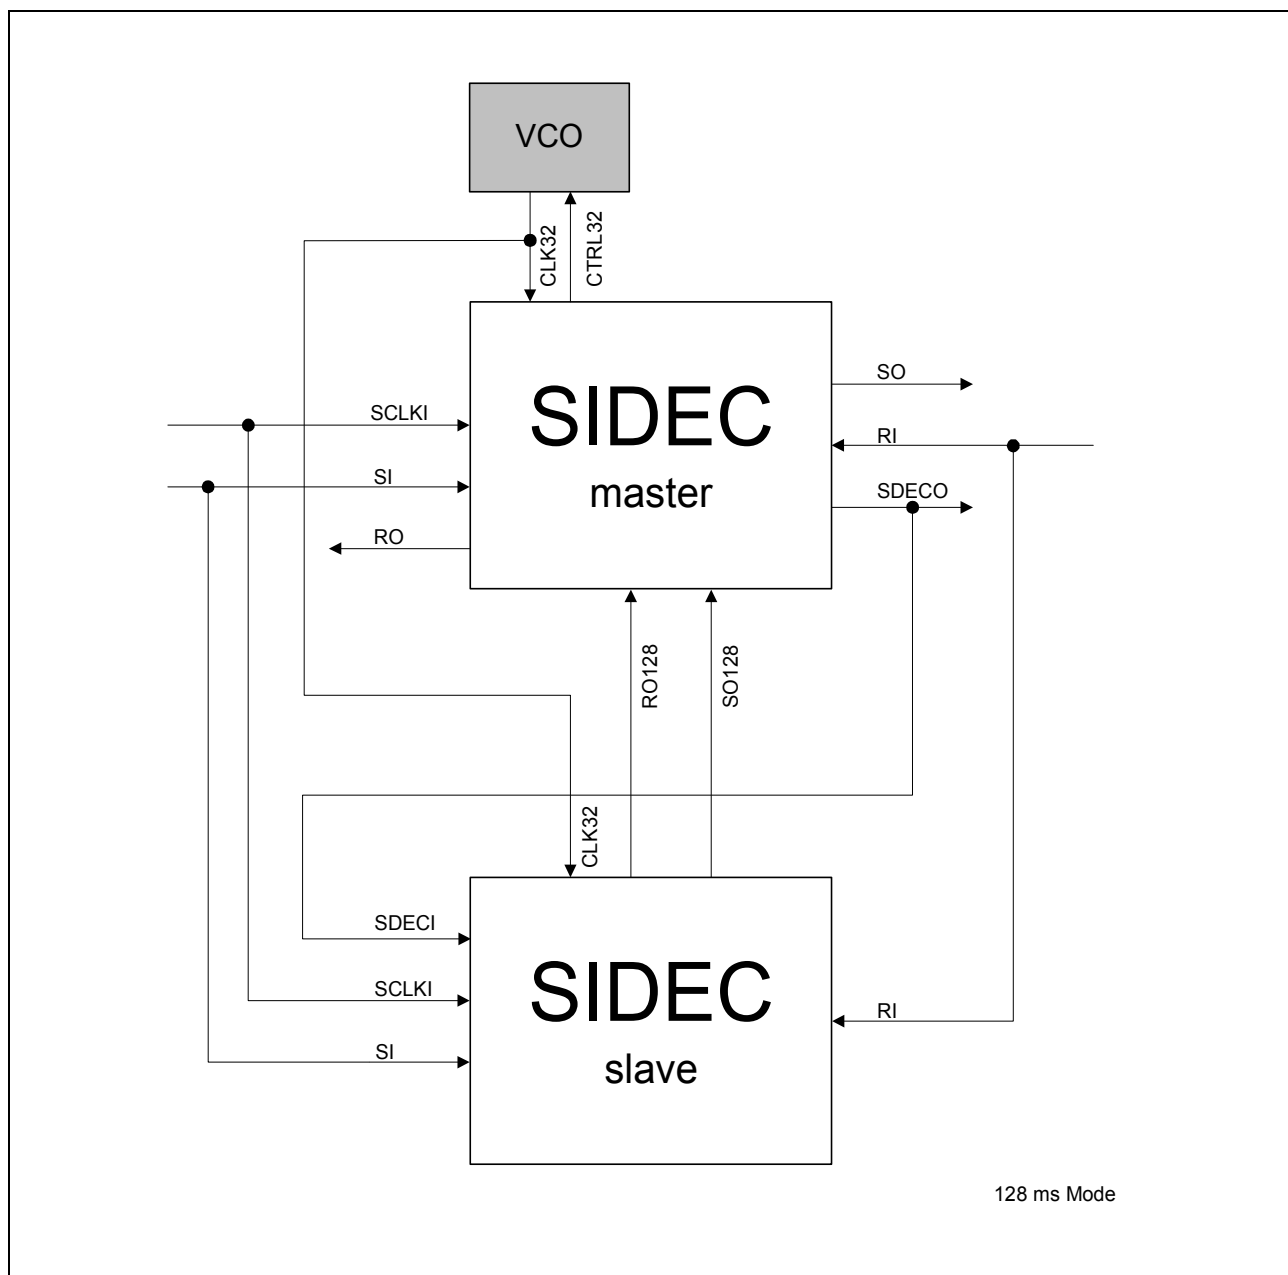 VCO
CLK32
CTRL32
SO
SCLKI
RI
SIDEC
SI
master
SDECO
RO
RO128
SO128
CLK32
SDECI
SIDEC
SCLKI
RI
SI
slave
128 ms Mode